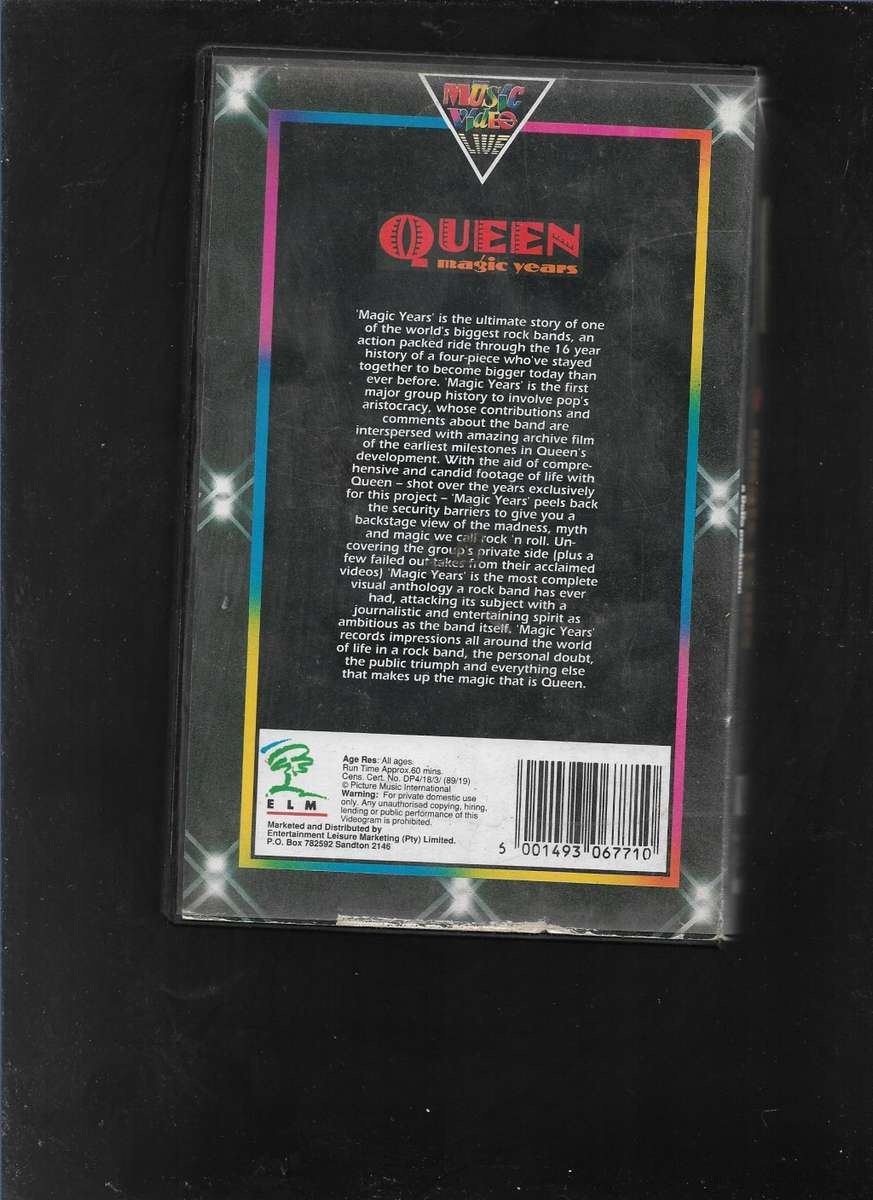 MUSIC
VIDEO
LIVE
QUEEN
magic years
'Magic Years' is the ultimate story of one
of the world's biggest rock bands, an
action packed ride through the 16 year
history of a four-piece who've stayed
together to become bigger today than
ever before. 'Magic Years' is the first
major group history to involve pop's
aristocracy, whose contributions and
comments about the band are
interspersed with amazing archive film
of the earliest milestones in Queen's
development. With the aid of compre-
hensive and candid footage of life with
Queen – shot over the years exclusively
for this project – 'Magic Years' peels back
the security barriers to give you a
backstage view of the madness, myth
and magic we call rock 'n roll. Un-
covering the group's private side (plus a
few failed out takes from their acclaimed
videos) 'Magic Years' is the most complete
visual anthology a rock band has ever
had, attacking its subject with a
journalistic and entertaining spirit as
ambitious as the band itself. 'Magic Years'
records impressions all around the world
of life in a rock band, the personal doubt,
the public triumph and everything else
that makes up the magic that is Queen.
ELM
Age Res: All ages.
Run Time Approx.60 mins.
Cens. Cert. No. DP4/18/3/ (89/19)
© Picture Music International
Warning: For private domestic use
only. Any unauthorised copying, hiring,
lending or public performance of this
Videogram is prohibited.
Marketed and Distributed by
Entertainment Leisure Marketing (Pty) Limited.
P.O. Box 782592 Sandton 2146
6 001493 067710